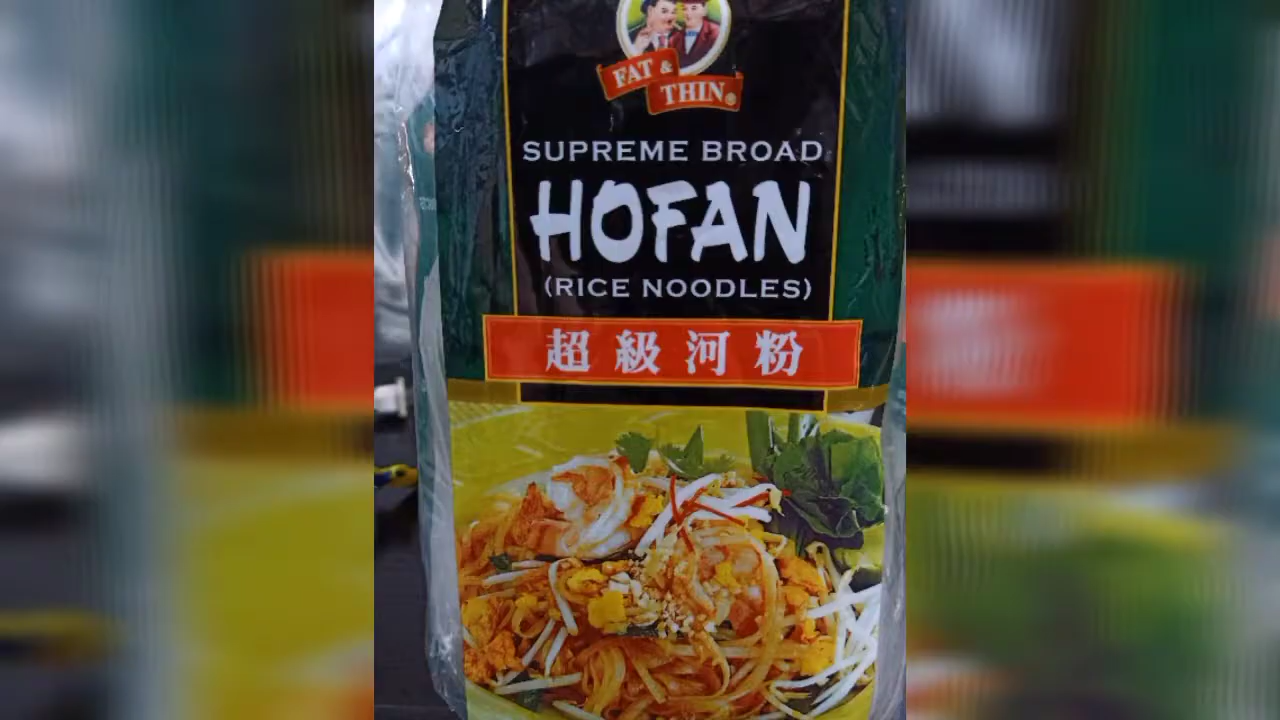 FAT &
THIN®
SUPREME BROAD
HOFAN
(RICE NOODLES)
超級河粉